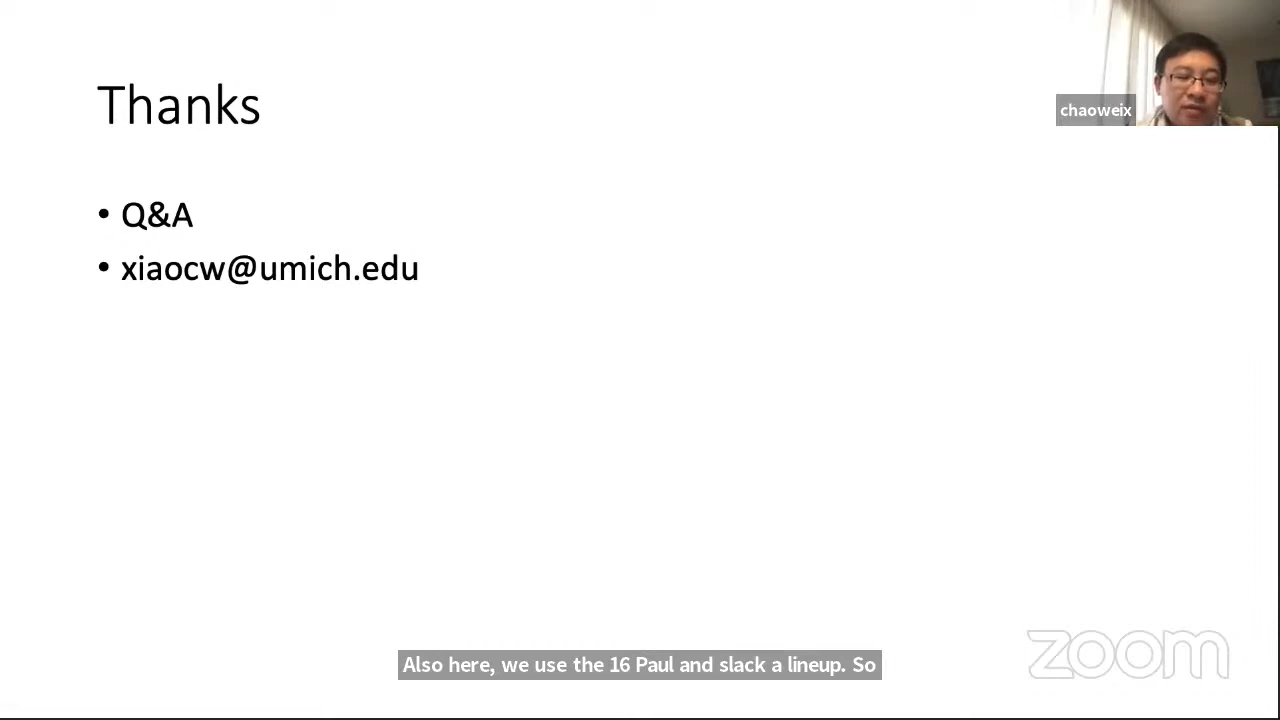 Thanks
chaoweix
• Q&A
• xiaocw@umich.edu
Also here, we use the 16 Paul and slack a lineup. So
zoom